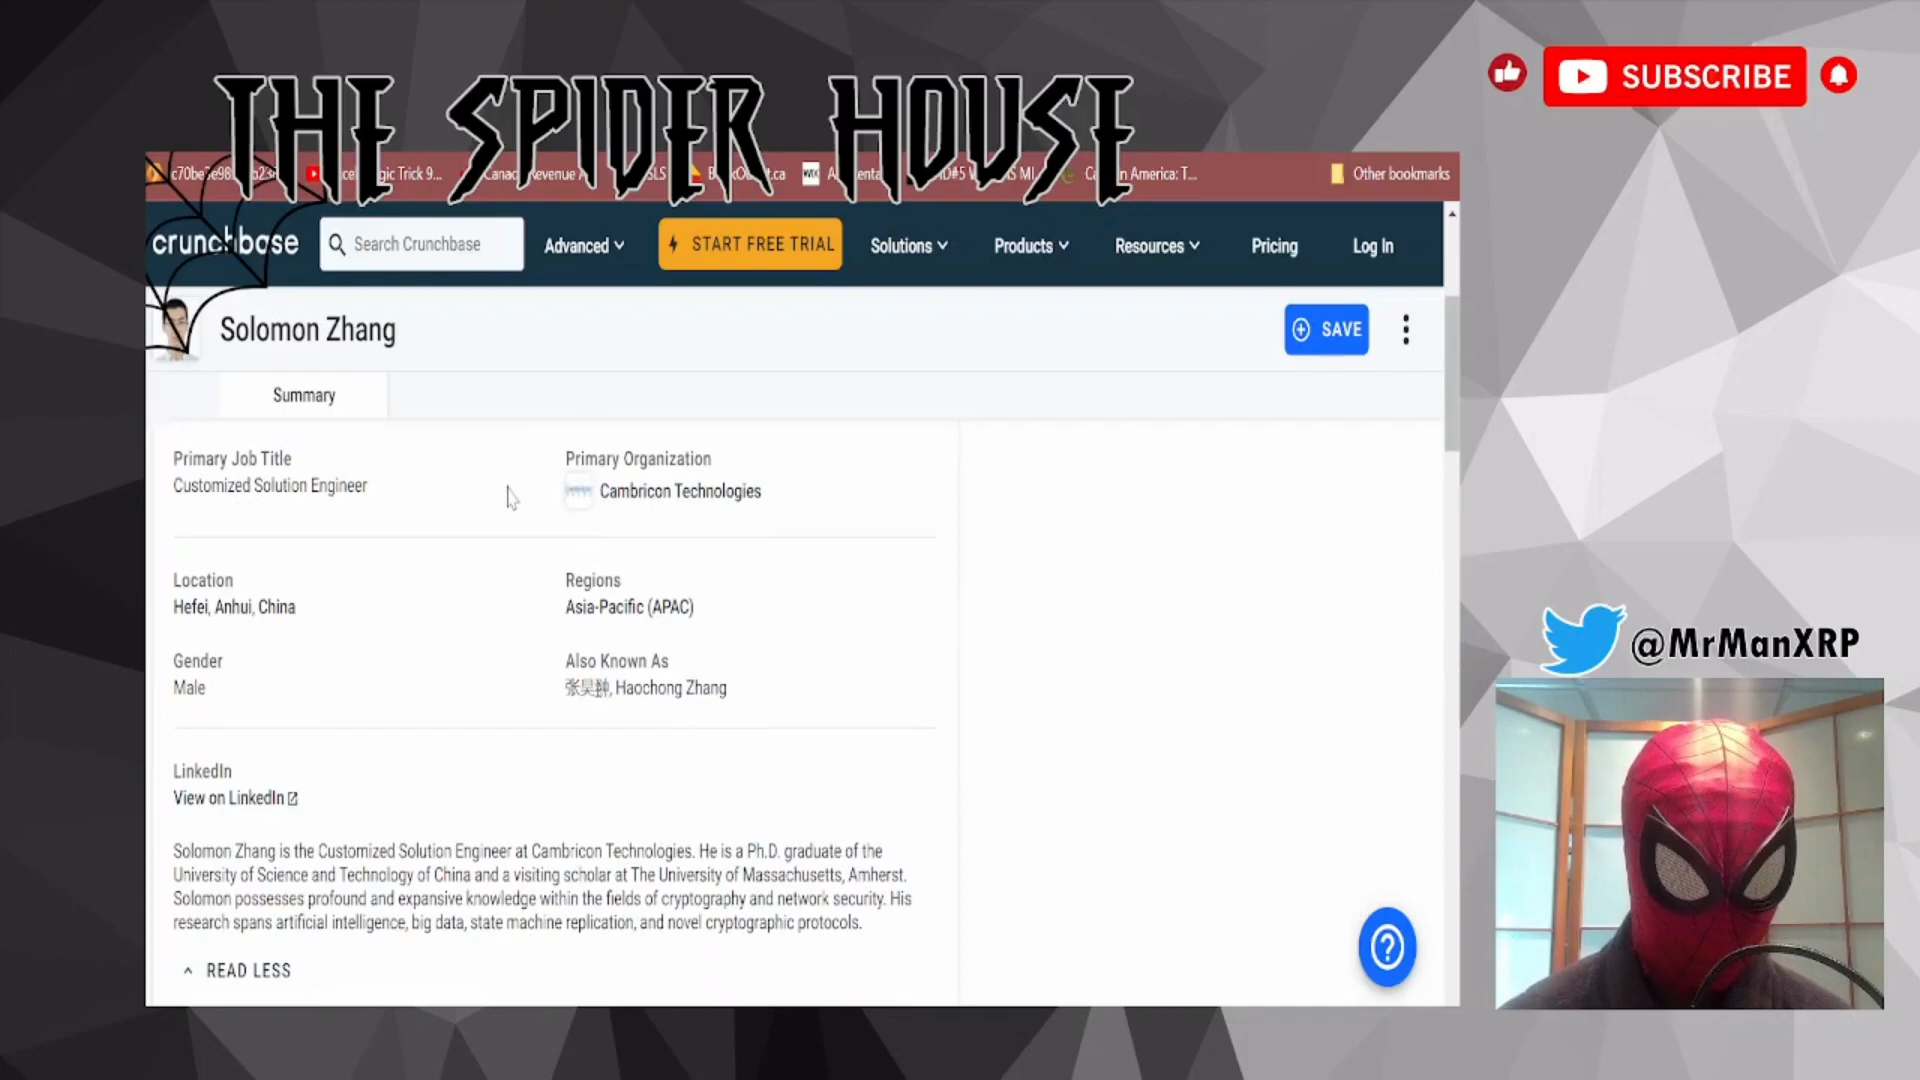 THE SPIDER HOUSE
SUBSCRIBE
Other bookmarks
crunchbase
Search Crunchbase
Advanced
START FREE TRIAL
Solutions
Products
Resources
Pricing
Log In
Solomon Zhang
SAVE
Summary
Primary Job Title
Customized Solution Engineer
Primary Organization
Cambricon Technologies
Location
Hefei, Anhui, China
Regions
Asia-Pacific (APAC)
Gender
Male
Also Known As
张昊翀, Haochong Zhang
LinkedIn
View on LinkedIn
Solomon Zhang is the Customized Solution Engineer at Cambricon Technologies. He is a Ph.D. graduate of the
University of Science and Technology of China and a visiting scholar at The University of Massachusetts, Amherst.
Solomon possesses profound and expansive knowledge within the fields of cryptography and network security. His
research spans artificial intelligence, big data, state machine replication, and novel cryptographic protocols.
READ LESS
@MrManXRP